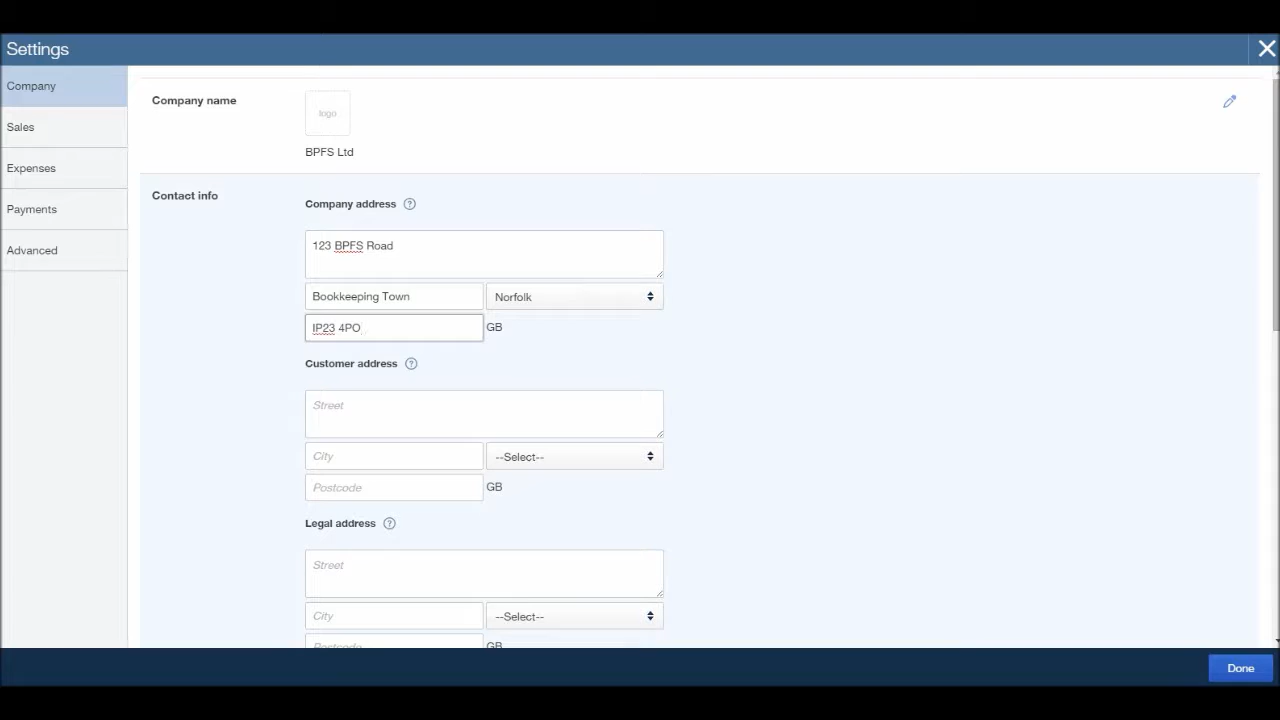 Settings
Company
Sales
Expenses
Payments
Advanced
Company name
logo
BPFS Ltd
Contact info
Company address ?
123 BPFS Road
Bookkeeping Town
Norfolk
IP23 4PO
GB
Customer address ?
Street
City
--Select--
Postcode
GB
Legal address ?
Street
City
--Select--
Postcode
GB
Done